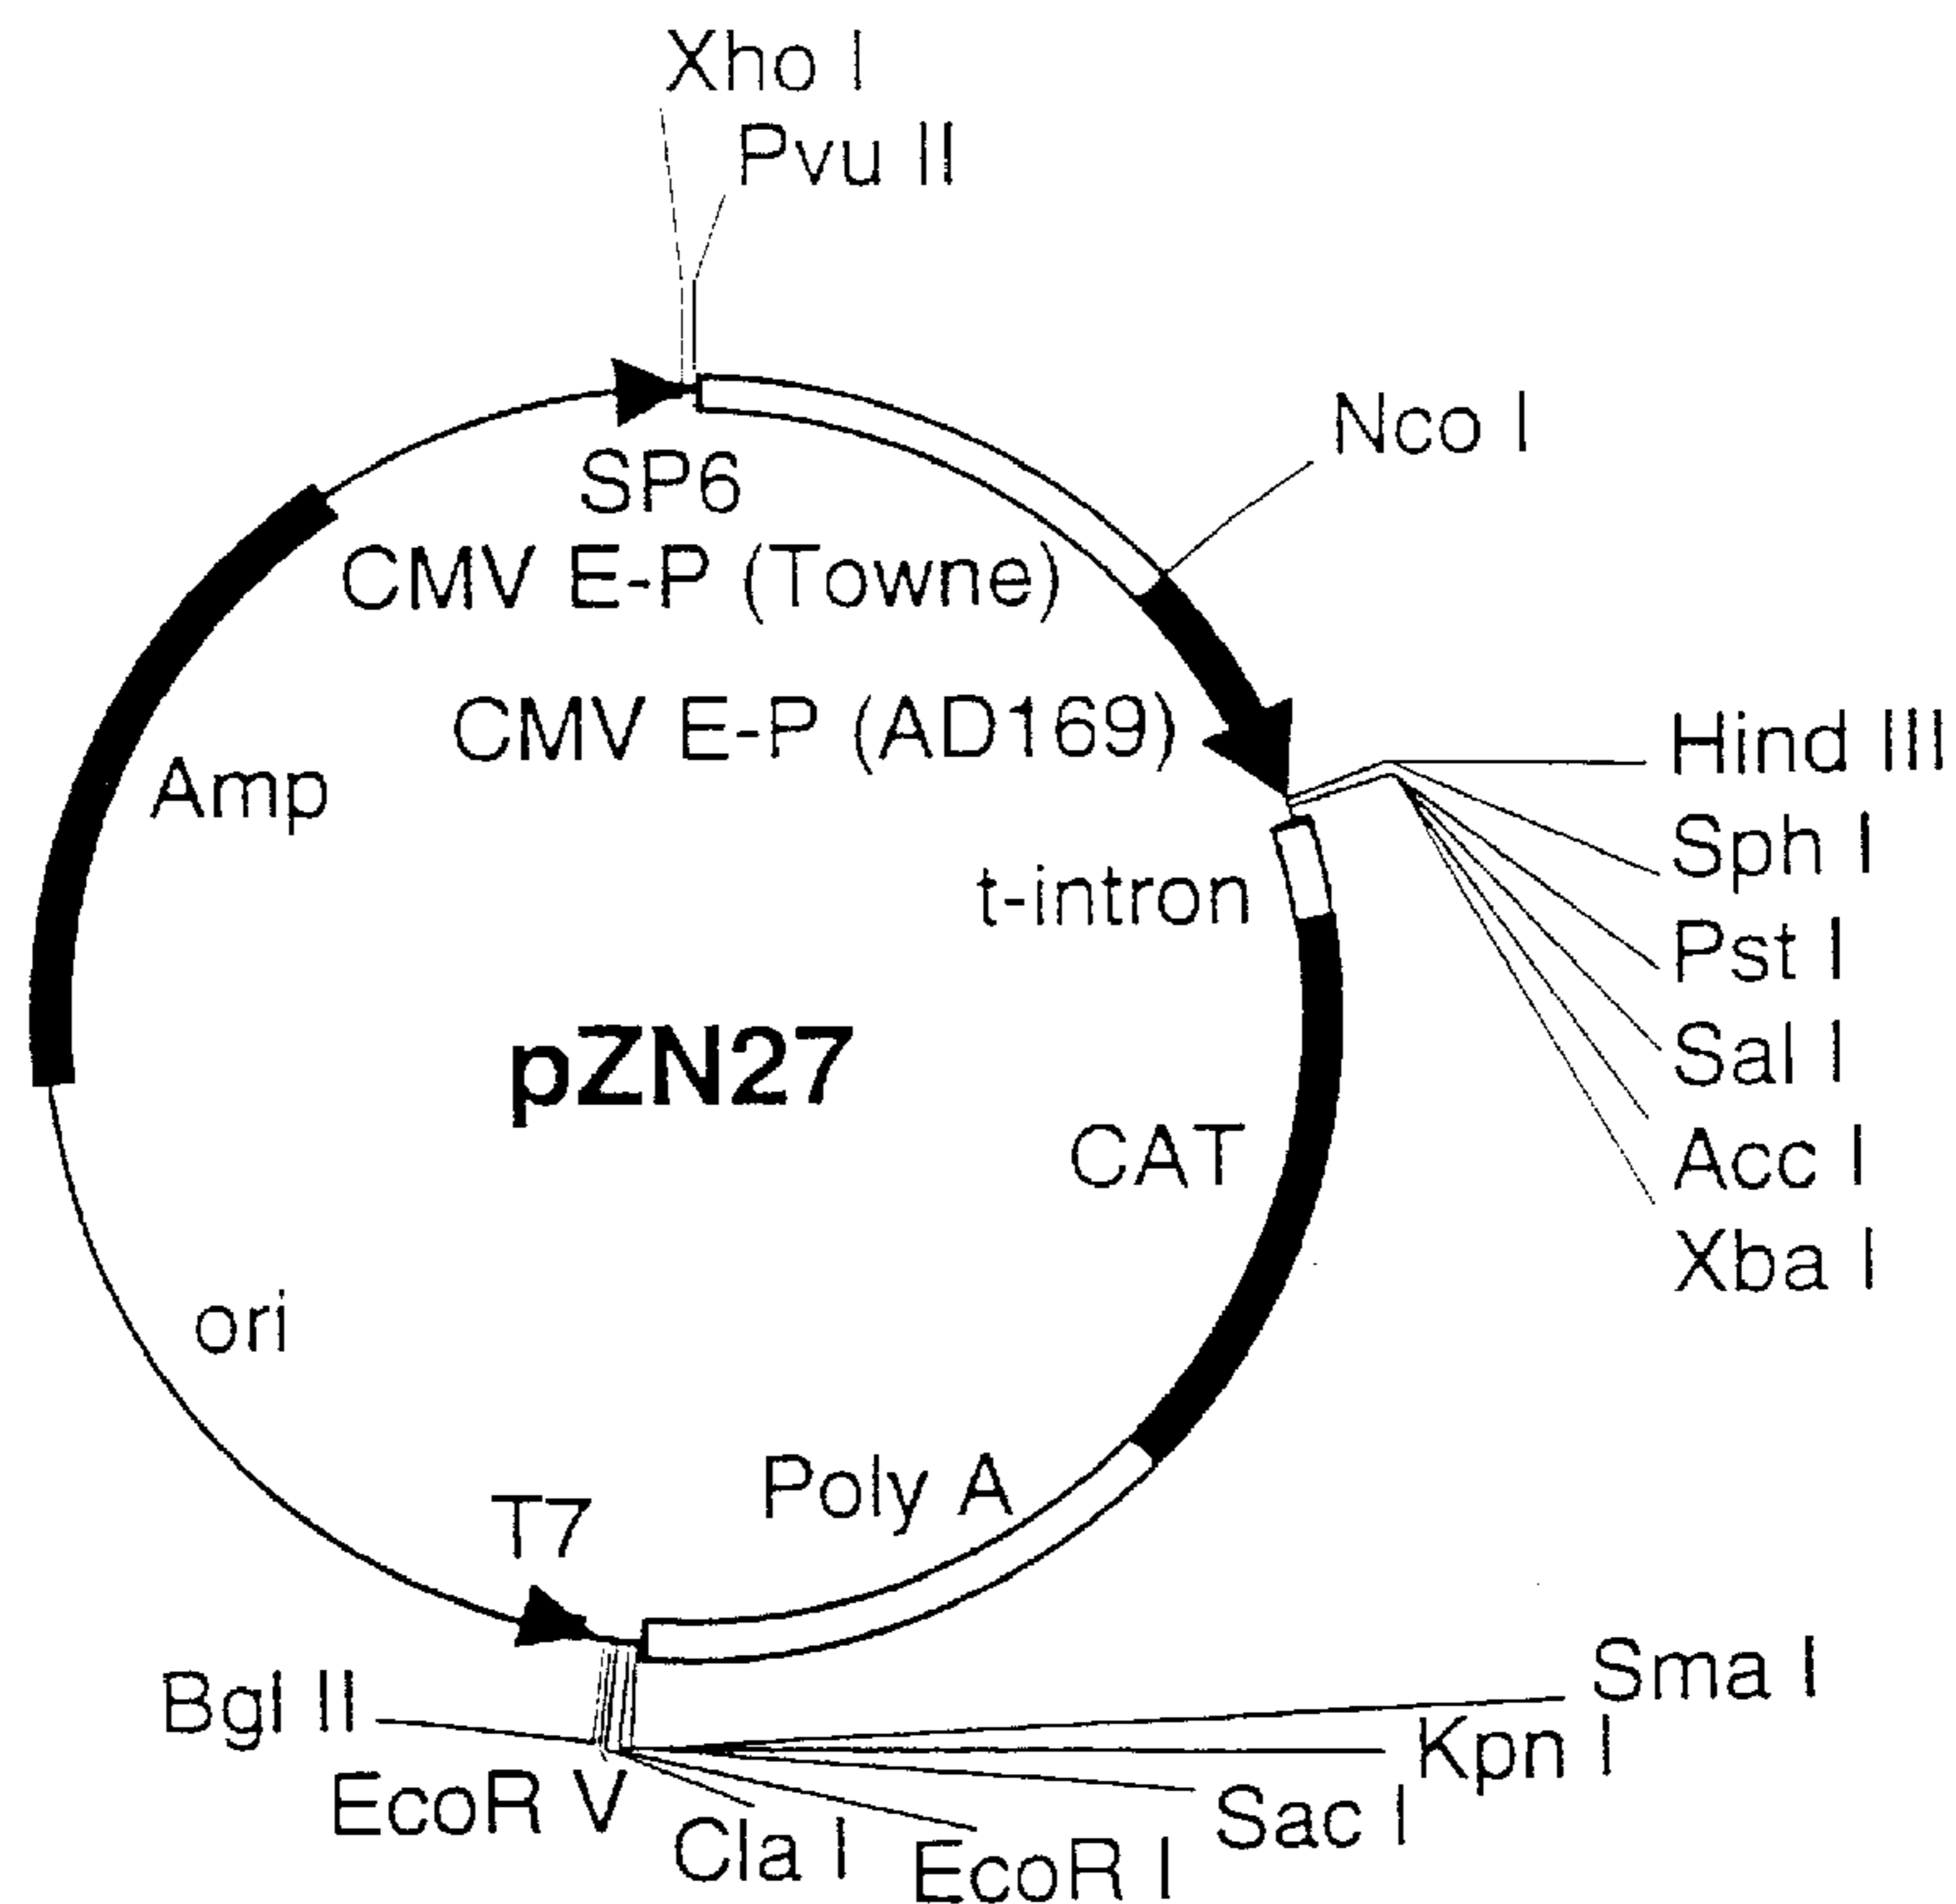 Xho I
Pvu II
Nco I
SP6
CMV E-P (Towne)
CMV E-P (AD169)
Hind III
Amp
Sph I
t-intron
Pst I
pZN27
Sal I
CAT
Acc I
Xba I
ori
Poly A
T7
Sma I
Bgl II
Kpn I
EcoR V
Sac I
Cla I
EcoR I